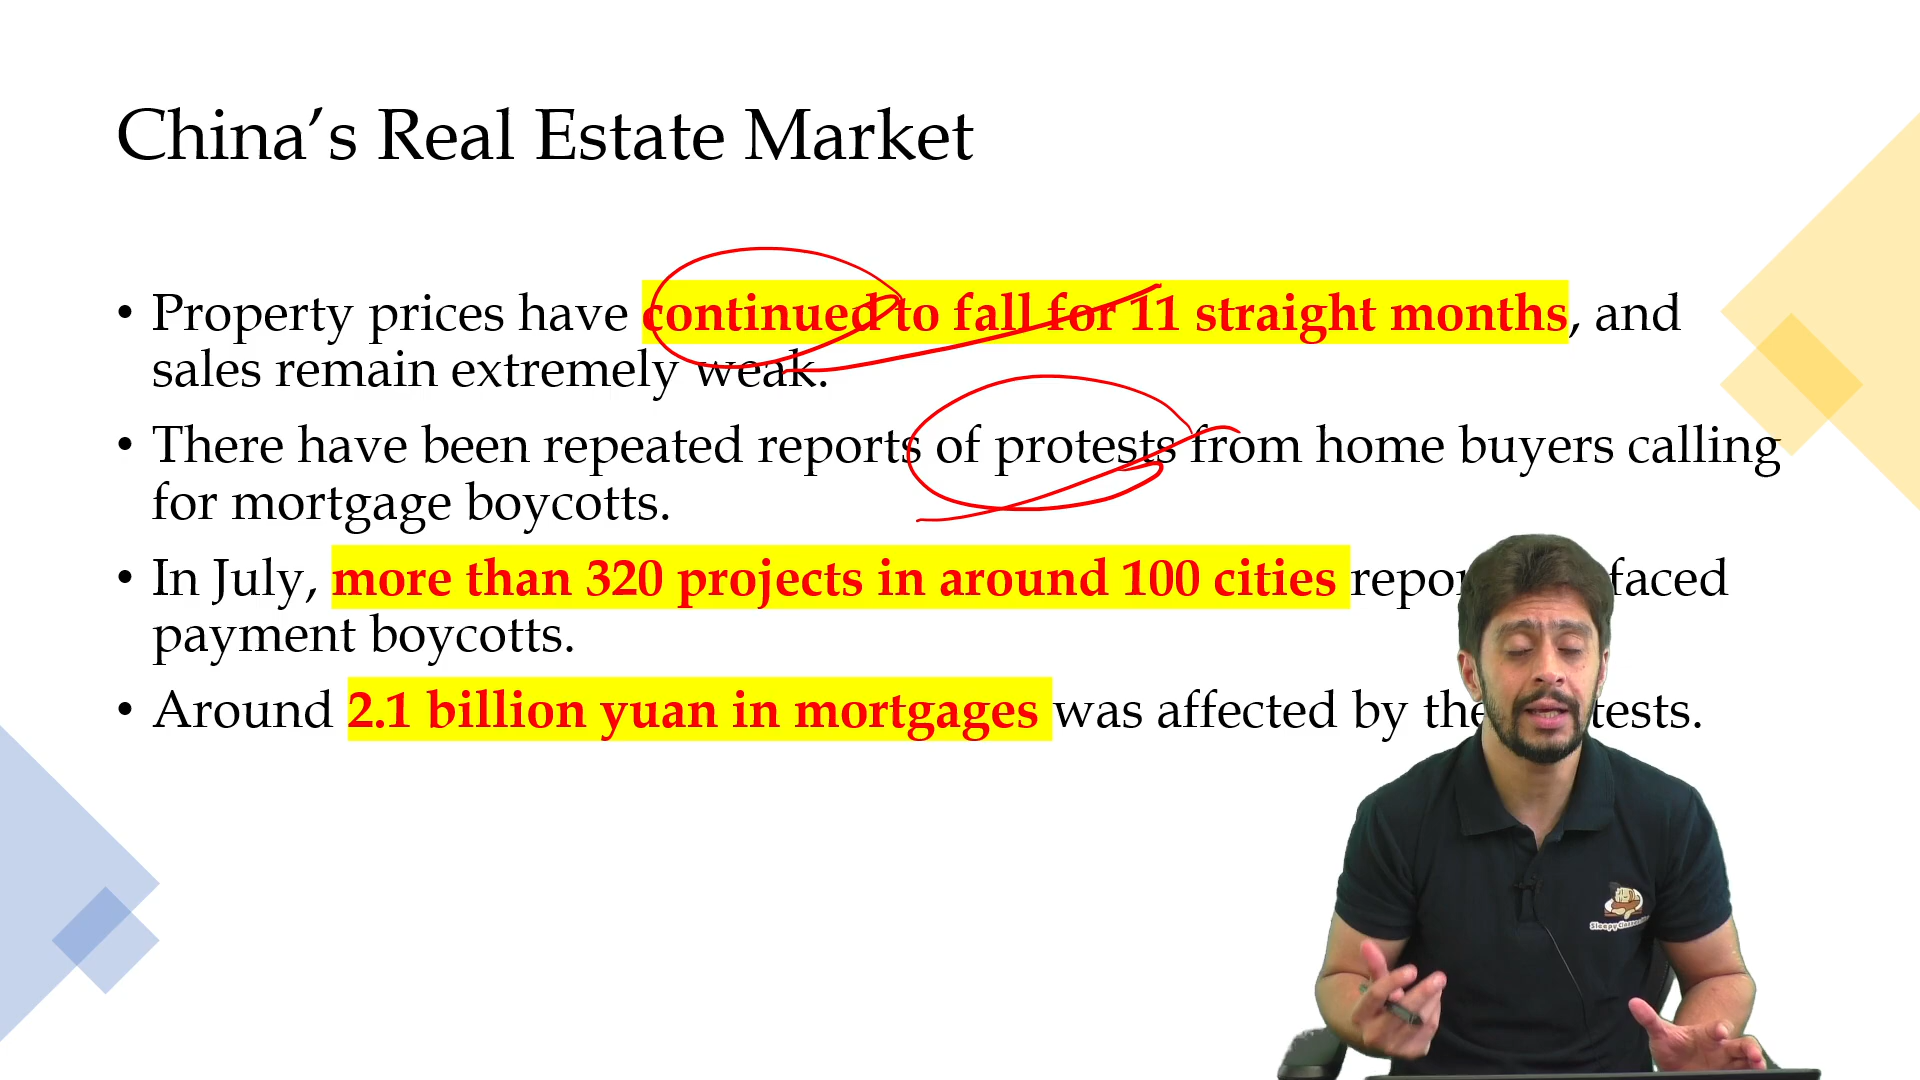 China’s Real Estate Market
• Property prices have continued to fall for 11 straight months, and
sales remain extremely weak.
• There have been repeated reports of protests from home buyers calling
for mortgage boycotts.
• In July, more than 320 projects in around 100 cities faced
payment boycotts.
• Around 2.1 billion yuan in mortgages was affected by